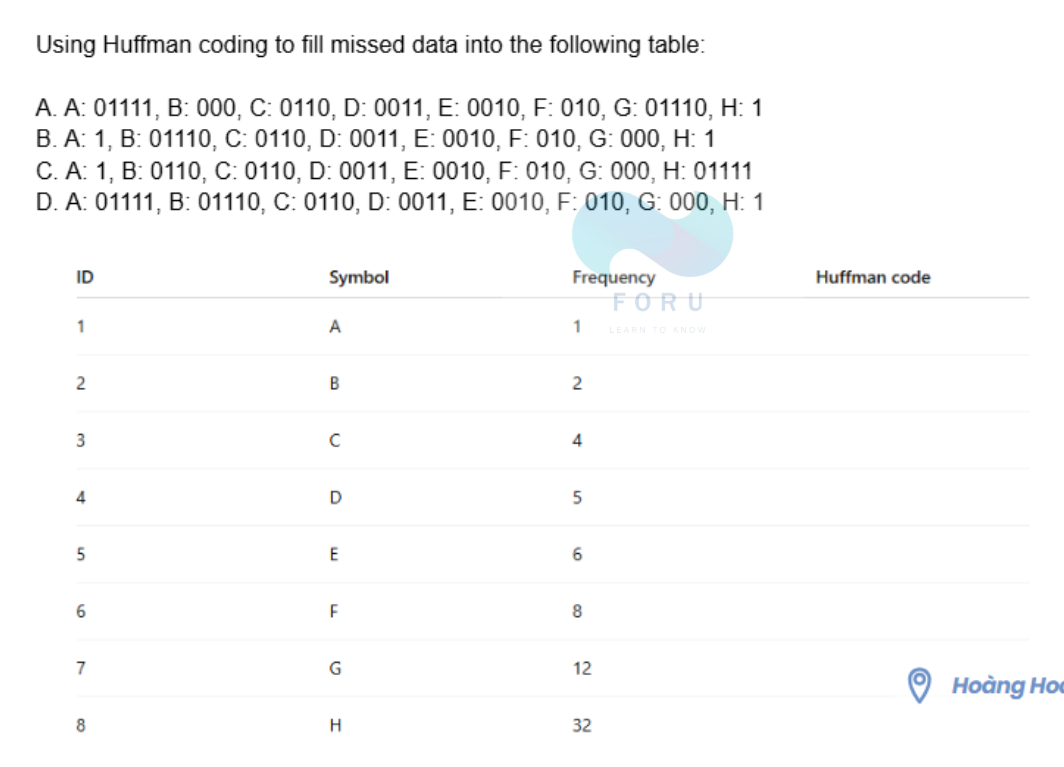 Using Huffman coding to fill missed data into the following table:
A. A: 01111, B: 000, C: 0110, D: 0011, E: 0010, F: 010, G: 01110, H: 1
B. A: 1, B: 01110, C: 0110, D: 0011, E: 0010, F: 010, G: 000, H: 1
C. A: 1, B: 0110, C: 0110, D: 0011, E: 0010, F: 010, G: 000, H: 01111
D. A: 01111, B: 01110, C: 0110, D: 0011, E: 0010, F: 010, G: 000, H: 1
ID Symbol Frequency Huffman code
FORU
1 A 1
LEARN TO KNOW
2 B 2
3 C 4
4 D 5
5 E 6
6 F 8
7 G 12
Hoàng
8 H 32